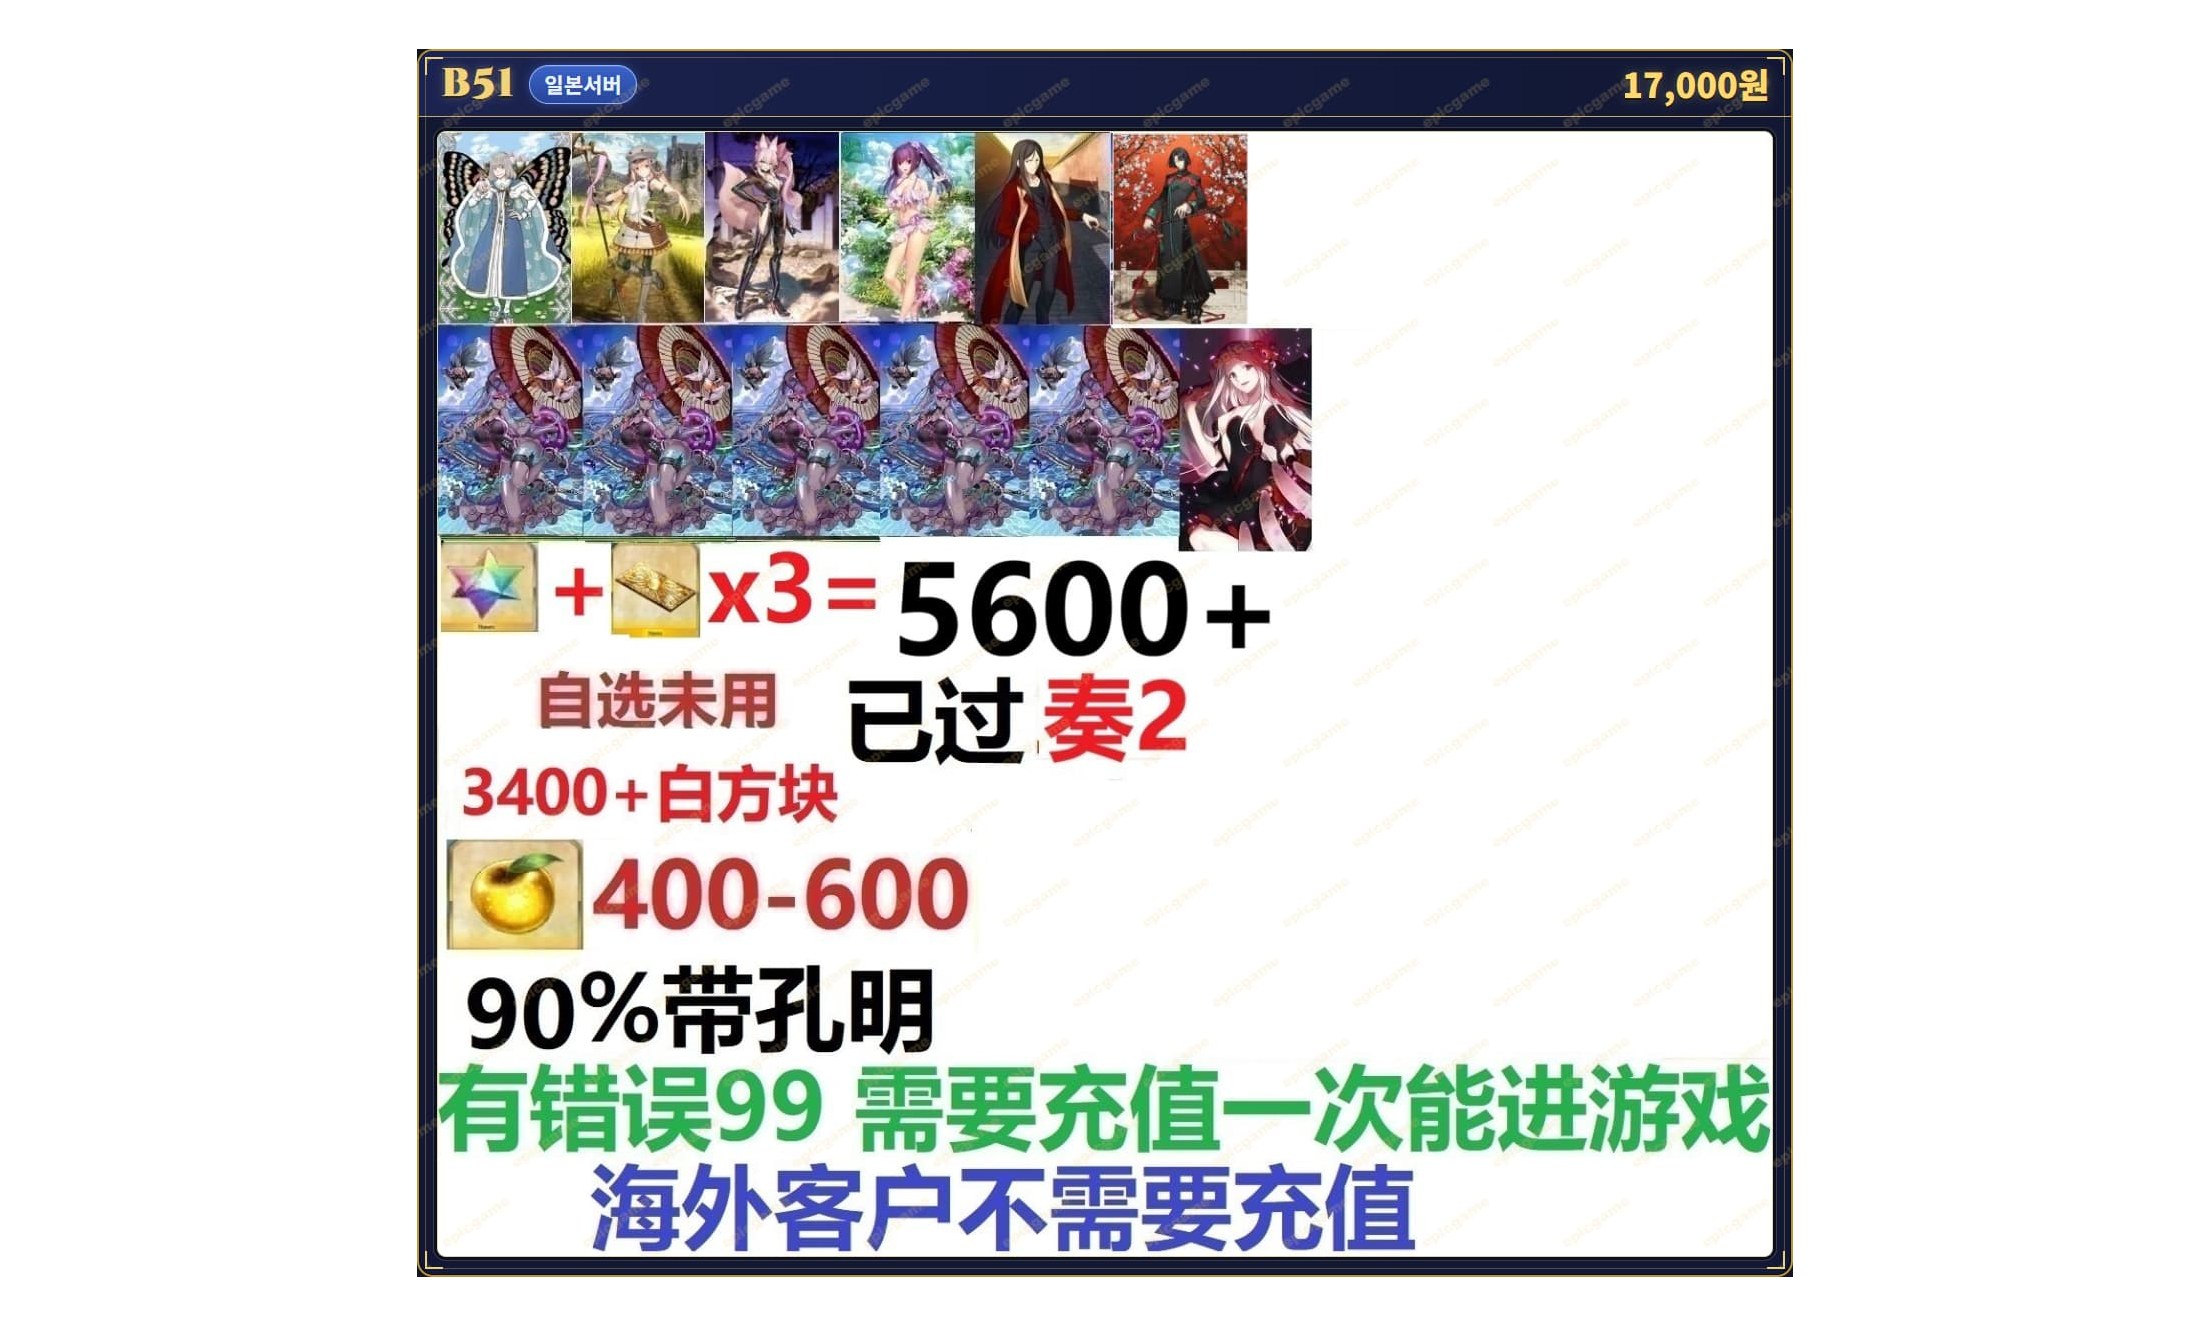 B51 일본서버 17,000원
+ x3= 5600+
自选未用 已过 奏2
3400+白方块
400-600
90%带孔明
有错误99 需要充值一次能进游戏
海外客户不需要充值
epicgame